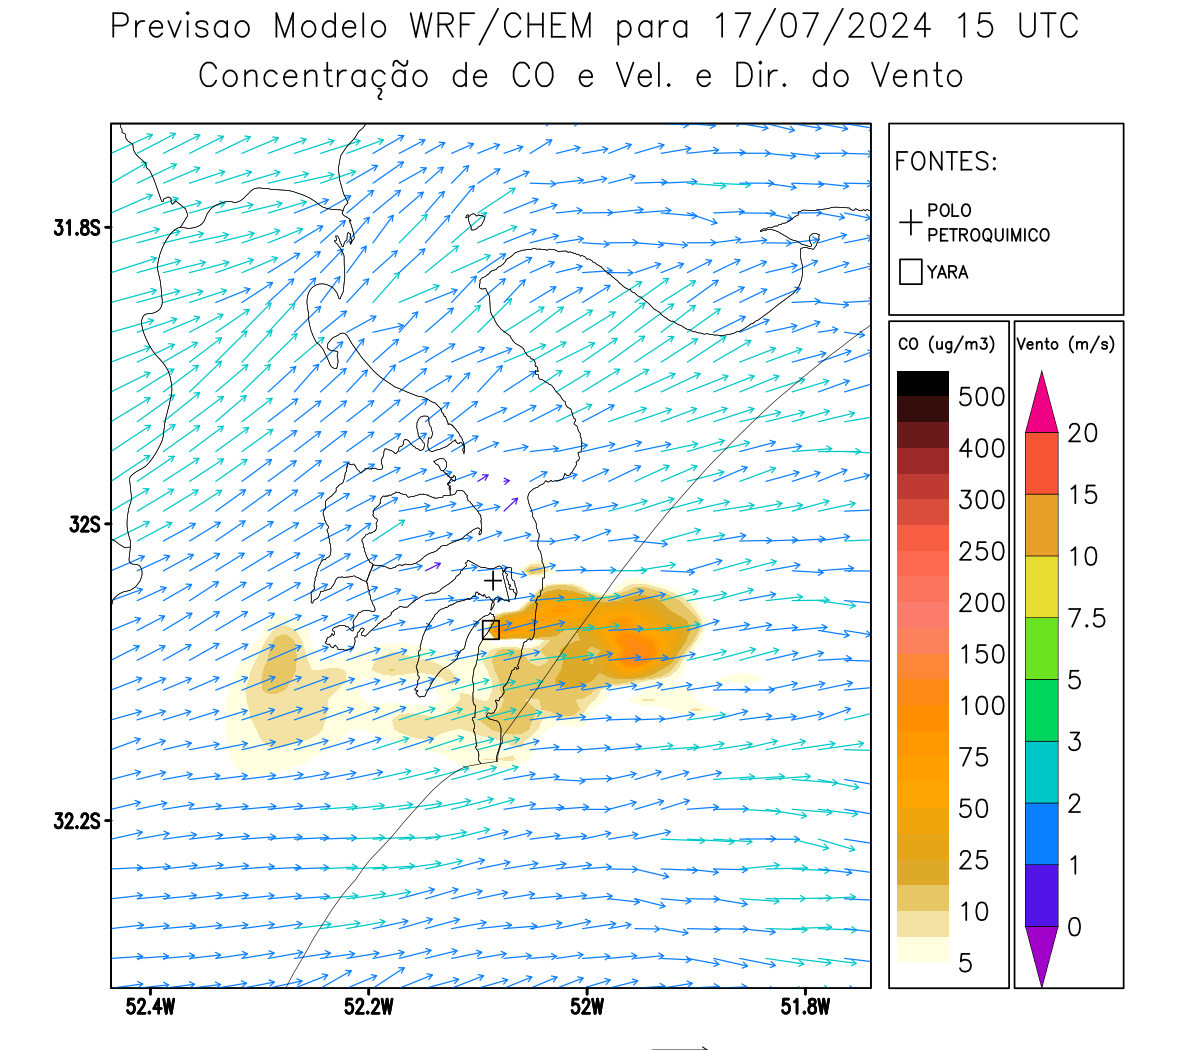 Previsao Modelo WRF/CHEM para 17/07/2024 15 UTC
Concentração de CO e Vel. e Dir. do Vento
FONTES:
POLO
PETROQUIMICO
YARA
CO (ug/m3)
500
400
300
250
200
150
100
75
50
25
10
5
Vento (m/s)
20
15
10
7.5
5
3
2
1
0
31.8S
32S
32.2S
52.4W
52.2W
52W
51.8W